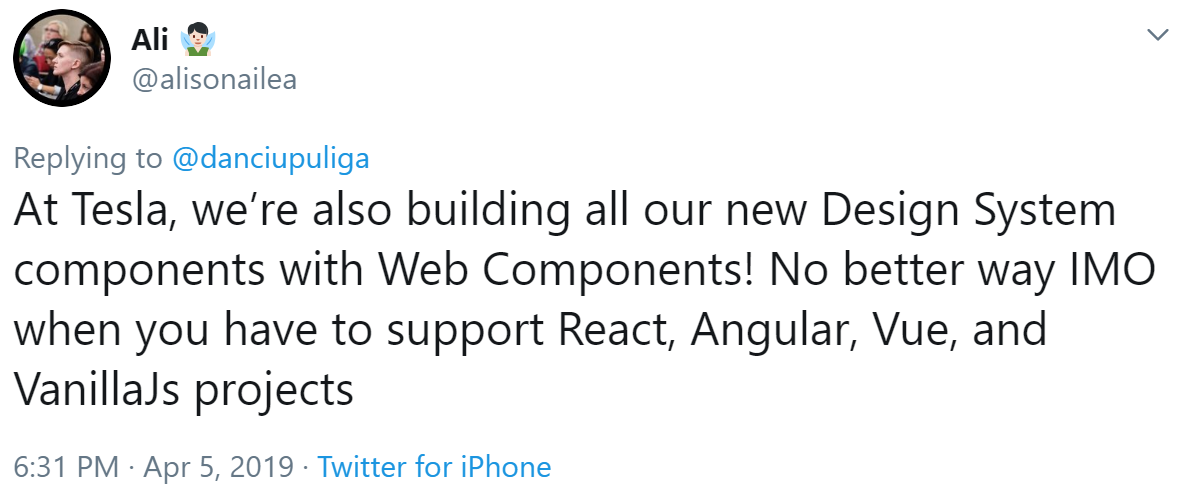 Ali 🧚🏻‍♂️
@alisonailea
Replying to @danciupuliga
At Tesla, we’re also building all our new Design System
components with Web Components! No better way IMO
when you have to support React, Angular, Vue, and
VanillaJs projects
6:31 PM · Apr 5, 2019 · Twitter for iPhone